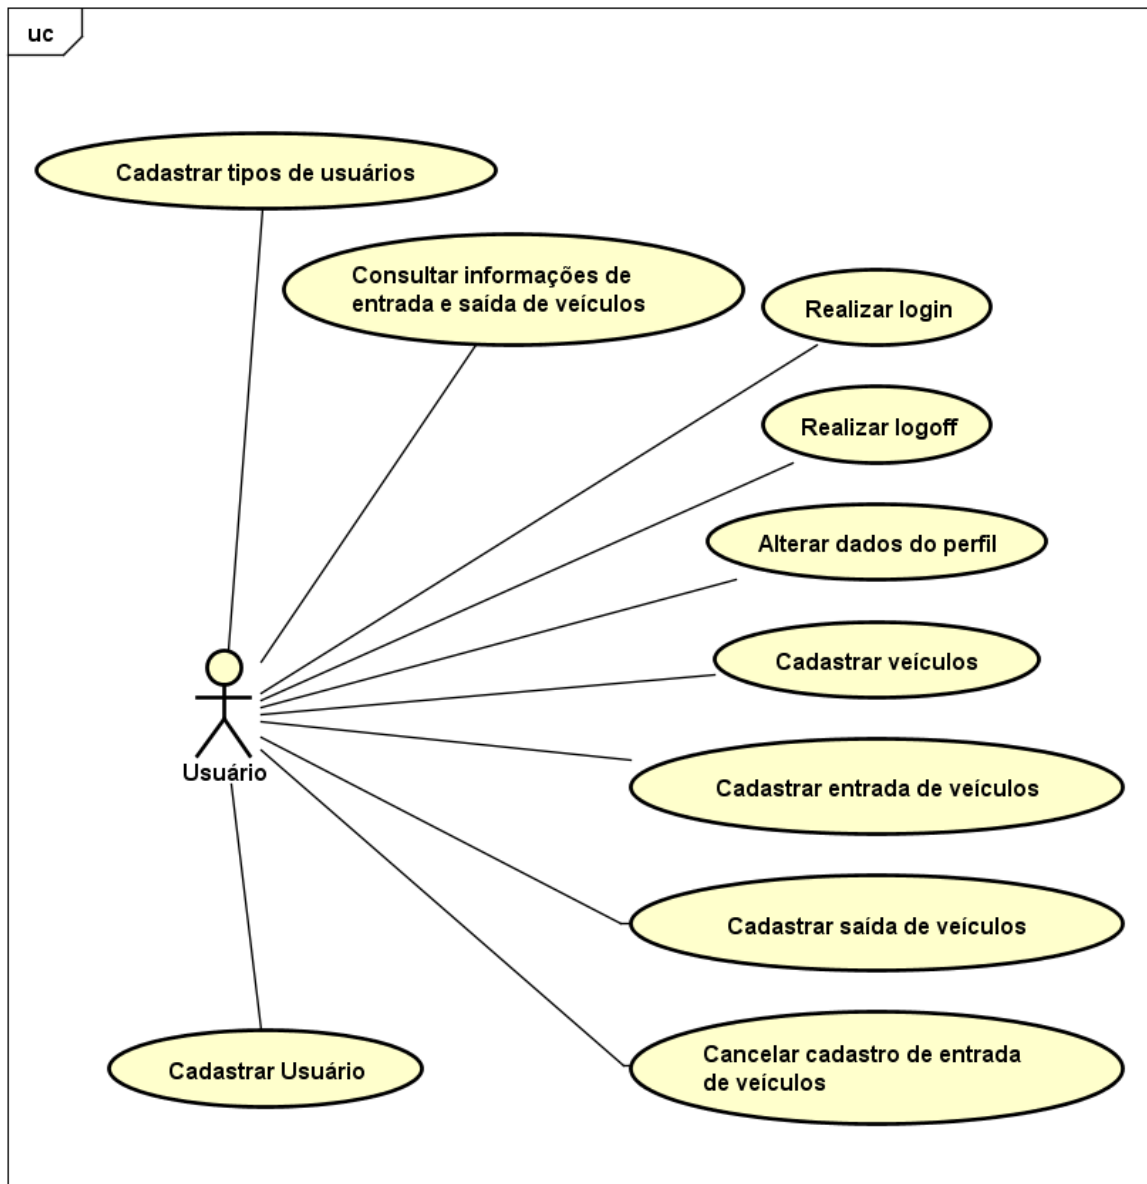 uc
Cadastrar tipos de usuários
Consultar informações de
entrada e saída de veículos
Realizar login
Realizar logoff
Alterar dados do perfil
Cadastrar veículos
Usuário
Cadastrar entrada de veículos
Cadastrar saída de veículos
Cancelar cadastro de entrada
de veículos
Cadastrar Usuário